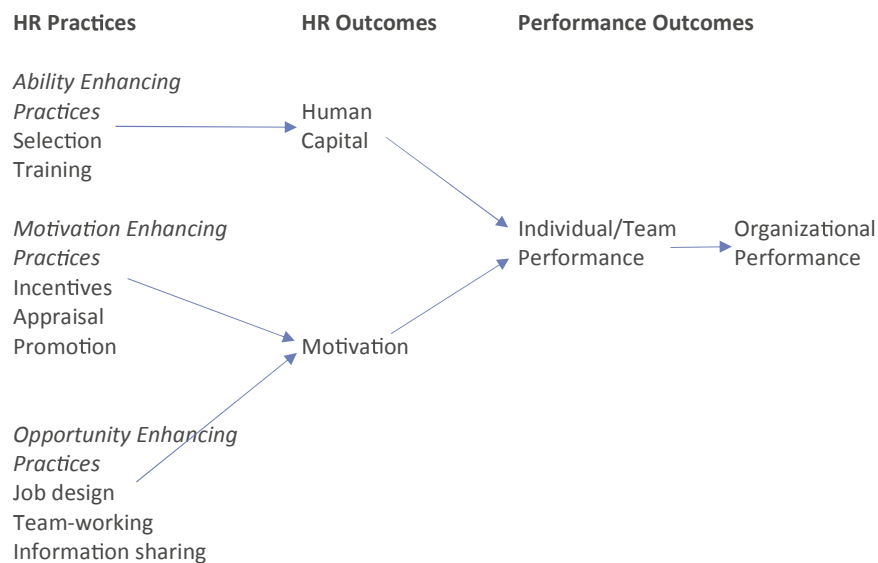 HR Practices
HR Outcomes
Performance Outcomes
Ability Enhancing
Practices
Selection
Training
Human
Capital
Motivation Enhancing
Practices
Incentives
Appraisal
Promotion
Motivation
Individual/Team
Performance
Organizational
Performance
Opportunity Enhancing
Practices
Job design
Team-working
Information sharing